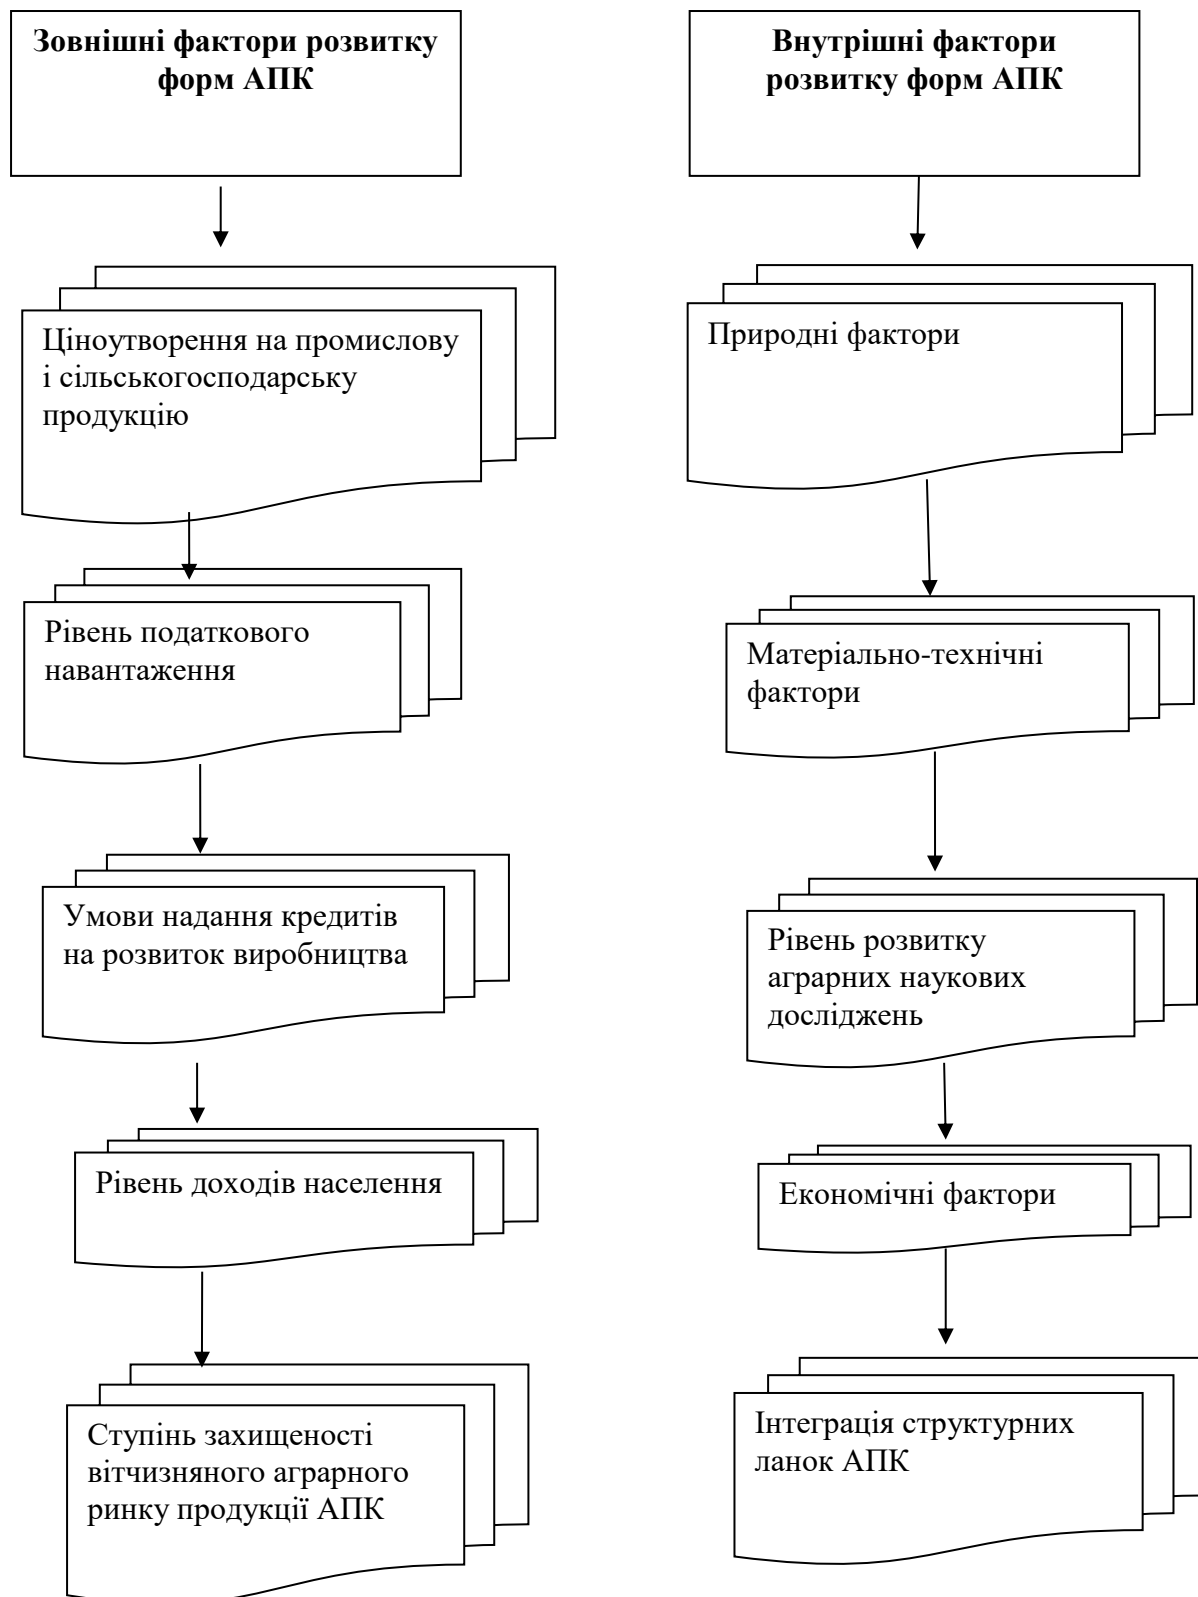 Зовнішні фактори розвитку
форм АПК
Ціноутворення на промислову
і сільськогосподарську
продукцію
Рівень податкового
навантаження
Умови надання кредитів
на розвиток виробництва
Рівень доходів населення
Ступінь захищеності
вітчизняного аграрного
ринку продукції АПК
Внутрішні фактори
розвитку форм АПК
Природні фактори
Матеріально-технічні
фактори
Рівень розвитку
аграрних наукових
досліджень
Економічні фактори
Інтеграція структурних
ланок АПК